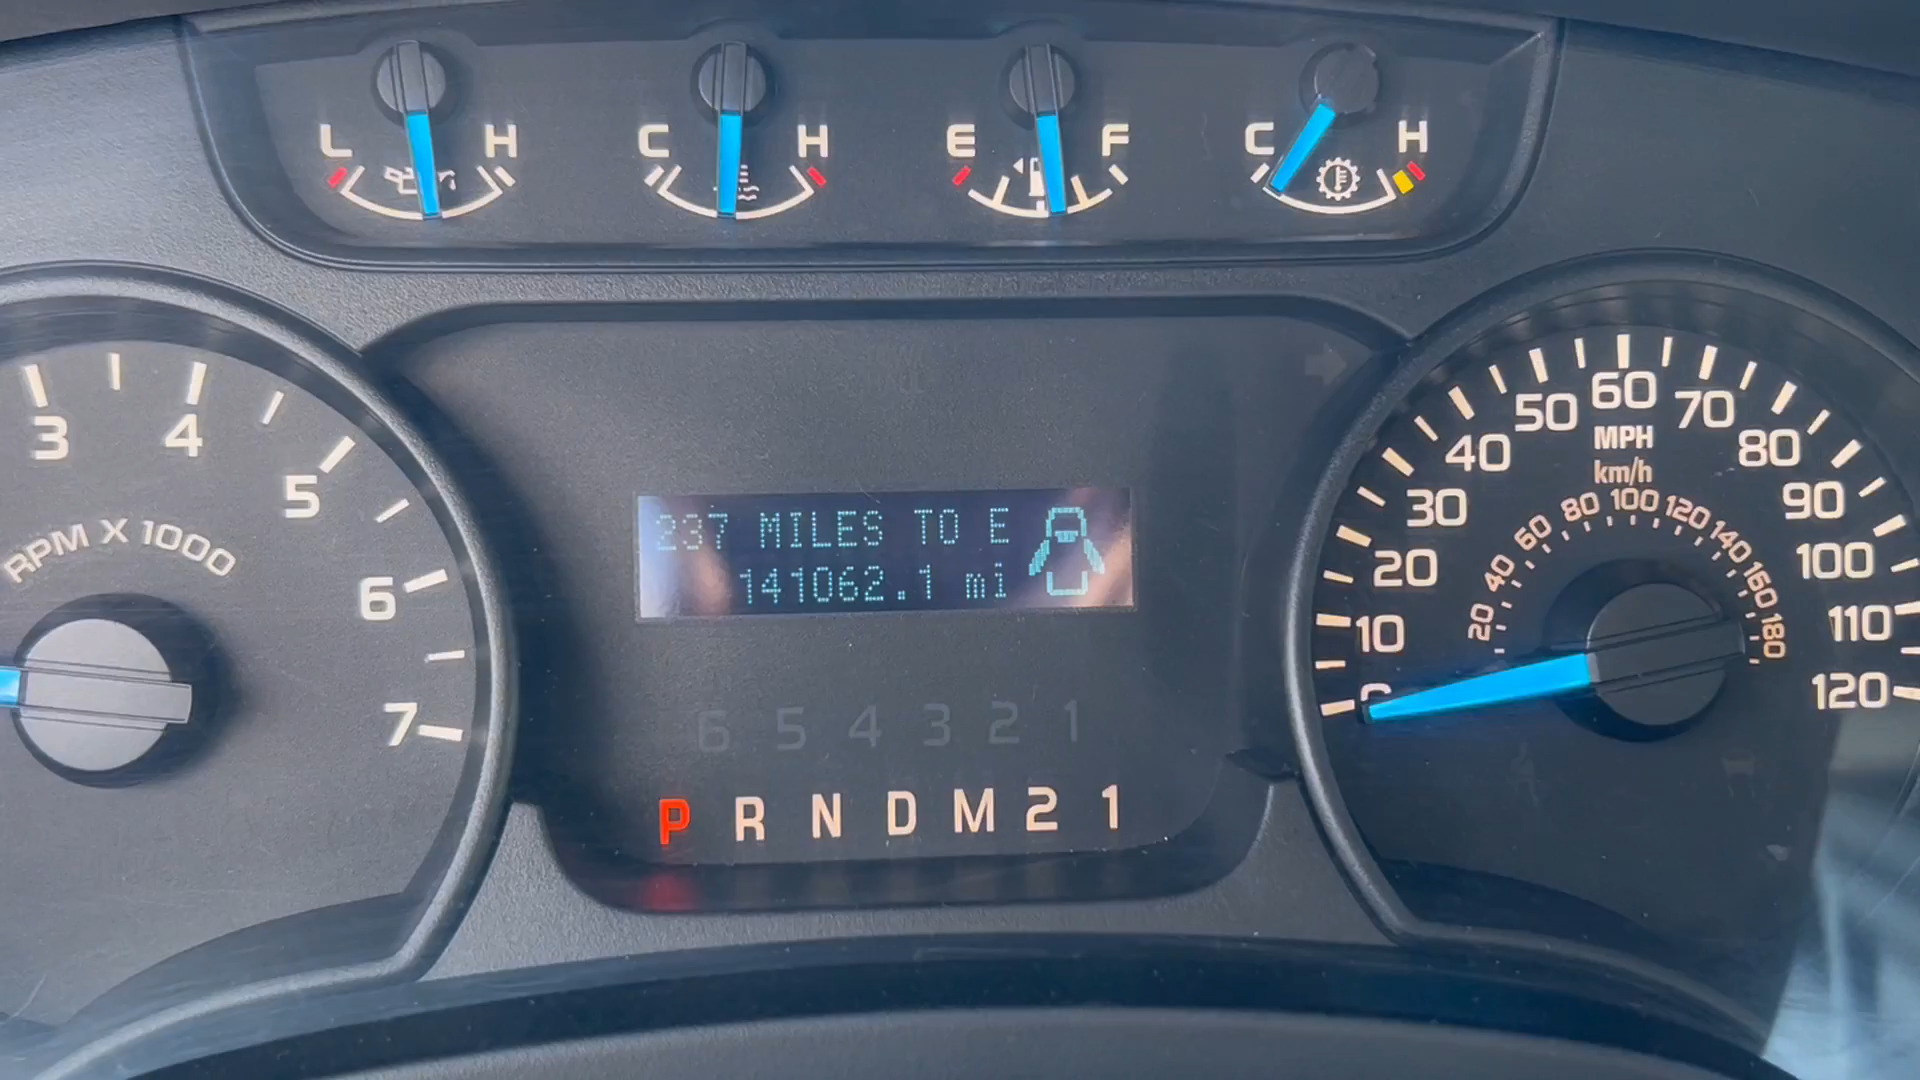 L H C H E F C H
3 4 5 6 7
RPM X 1000
237 MILES TO E
141062.1 mi
6 5 4 3 2 1
P R N D M 2 1
0 10 20 30 40 50 60 70 80 90 100 110 120
MPH
km/h
20 40 60 80 100 120 140 160 180